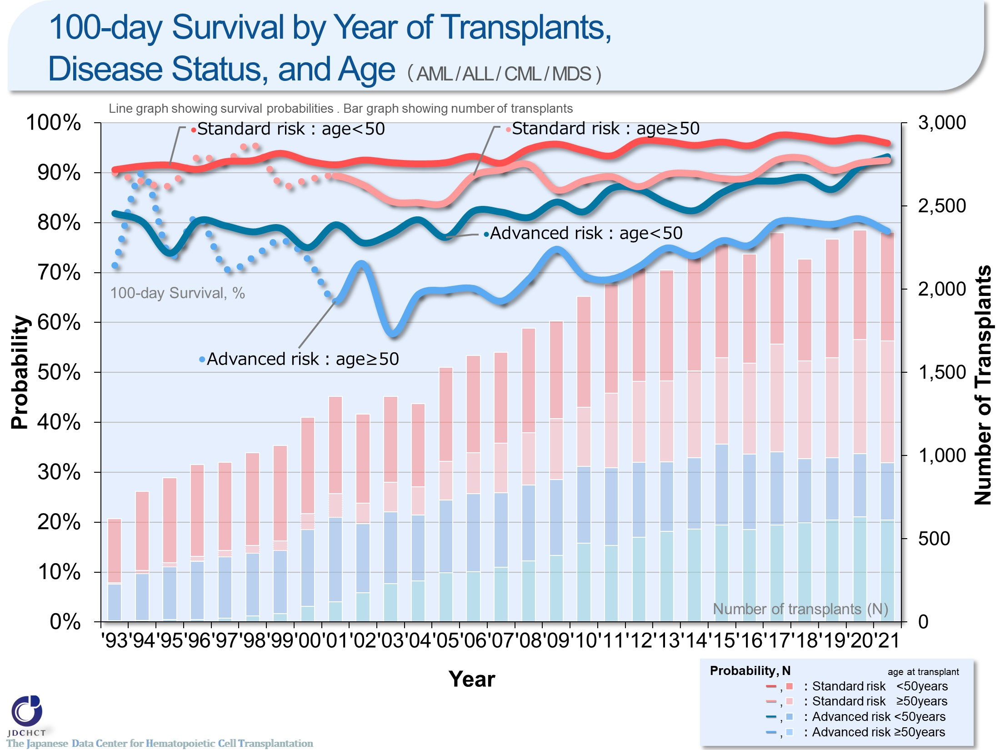 100-day Survival by Year of Transplants,
Disease Status, and Age (AML/ALL/CML/MDS)
Line graph showing survival probabilities. Bar graph showing number of transplants
100%
90%
80%
70%
60%
50%
40%
30%
20%
10%
0%
Probability
•Standard risk : age<50
•Standard risk : age≥50
•Advanced risk : age<50
100-day Survival, %
•Advanced risk : age≥50
3,000
2,500
2,000
1,500
1,000
500
0
Number of Transplants
Number of transplants (N)
'93 '94 '95 '96 '97 '98 '99 '00 '01 '02 '03 '04 '05 '06 '07 '08 '09 '10 '11 '12 '13 '14 '15 '16 '17 '18 '19 '20 '21
Year
Probability, N age at transplant
, : Standard risk <50years
, : Standard risk ≥50years
, : Advanced risk <50years
, : Advanced risk ≥50years
JDCHCT
The Japanese Data Center for Hematopoietic Cell Transplantation